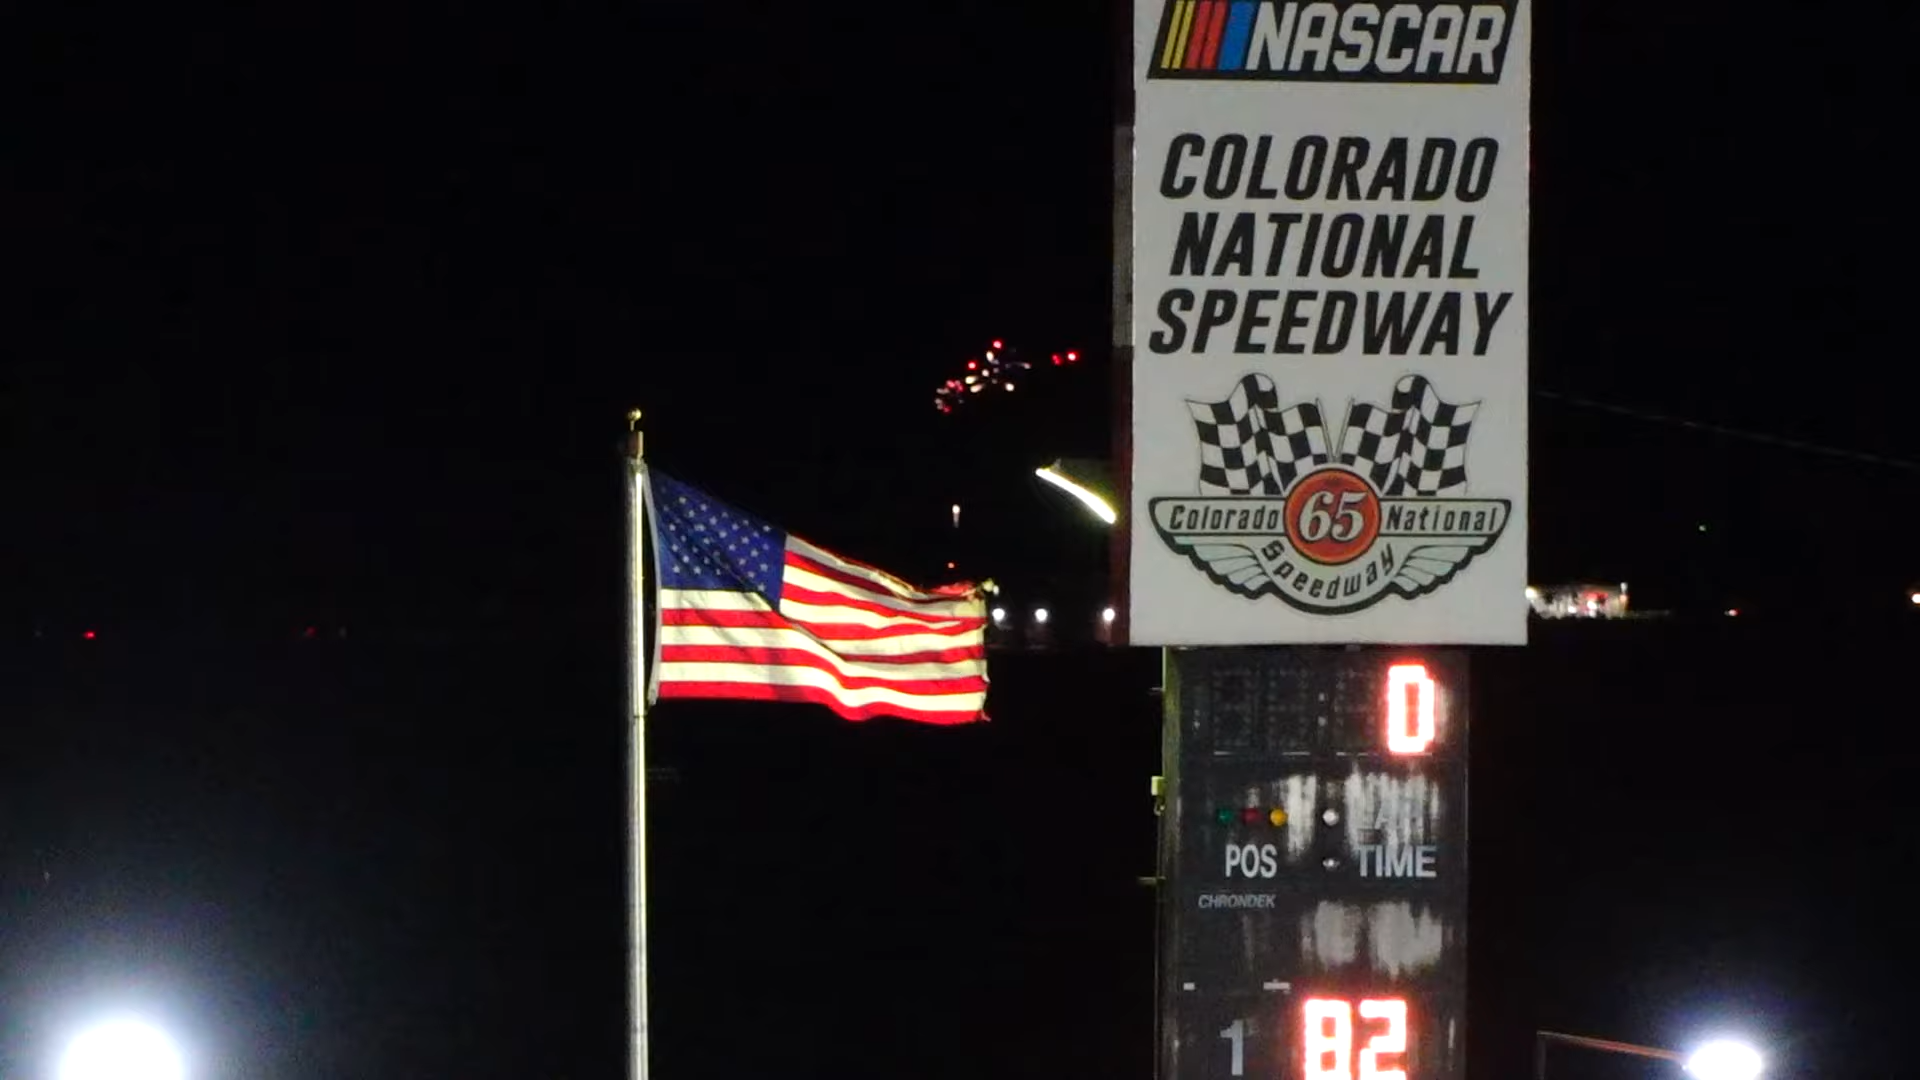 NASCAR
COLORADO
NATIONAL
SPEEDWAY
Colorado 65 National
Speedway
0
POS
TIME
CHRONDEK
1 82